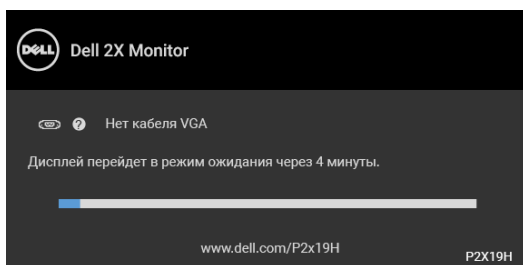 DELL Dell 2X Monitor
Нет кабеля VGA
Дисплей перейдет в режим ожидания через 4 минуты.
www.dell.com/P2x19H
P2X19H